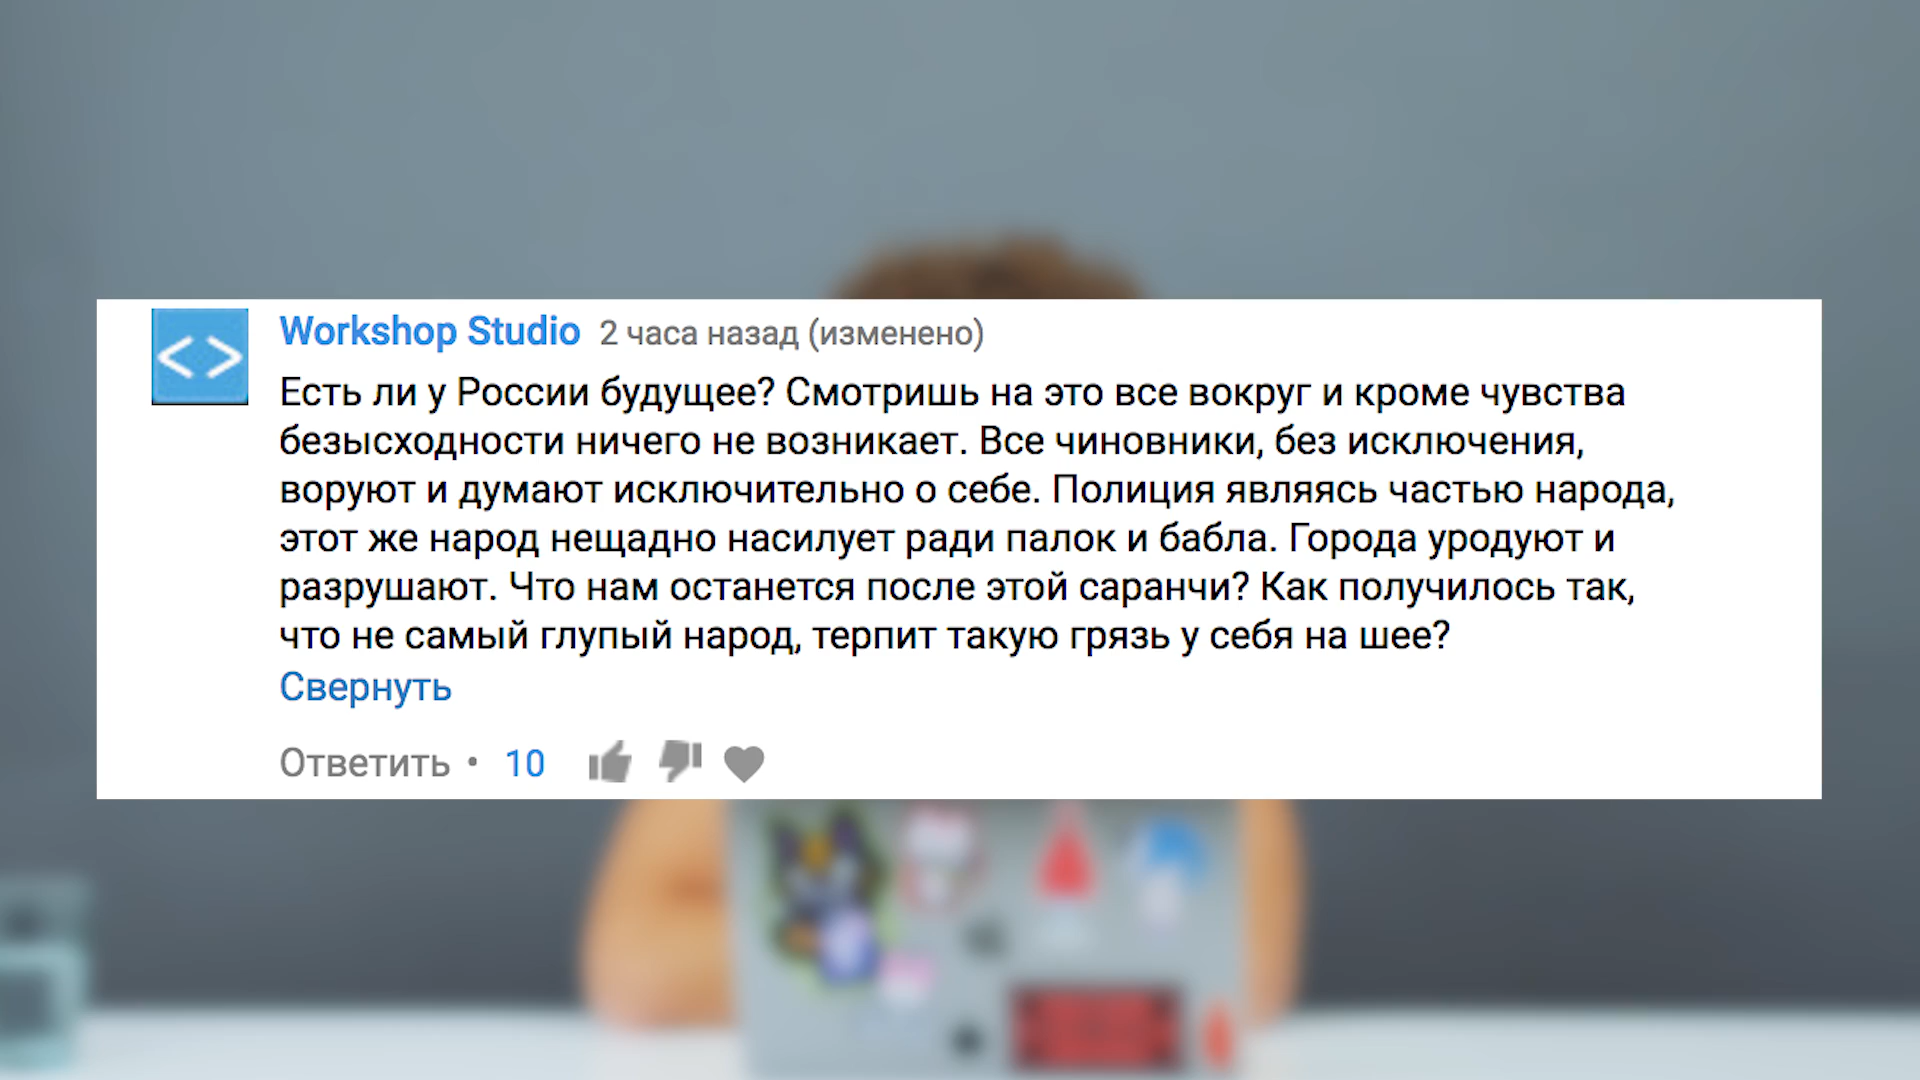 Workshop Studio 2 часа назад (изменено)
Есть ли у России будущее? Смотришь на это все вокруг и кроме чувства
безысходности ничего не возникает. Все чиновники, без исключения,
воруют и думают исключительно о себе. Полиция являясь частью народа,
этот же народ нещадно насилует ради палок и бабла. Города уродуют и
разрушают. Что нам останется после этой саранчи? Как получилось так,
что не самый глупый народ, терпит такую грязь у себя на шее?
Свернуть
Ответить • 10